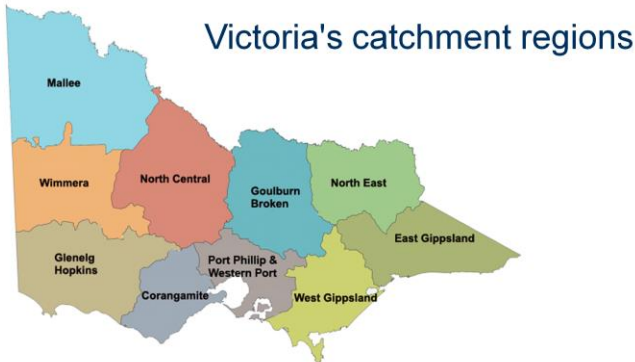 Victoria's catchment regions
Mallee
Wimmera
North Central
Goulburn
Broken
North East
Glenelg
Hopkins
Corangamite
Port Phillip &
Western Port
West Gippsland
East Gippsland